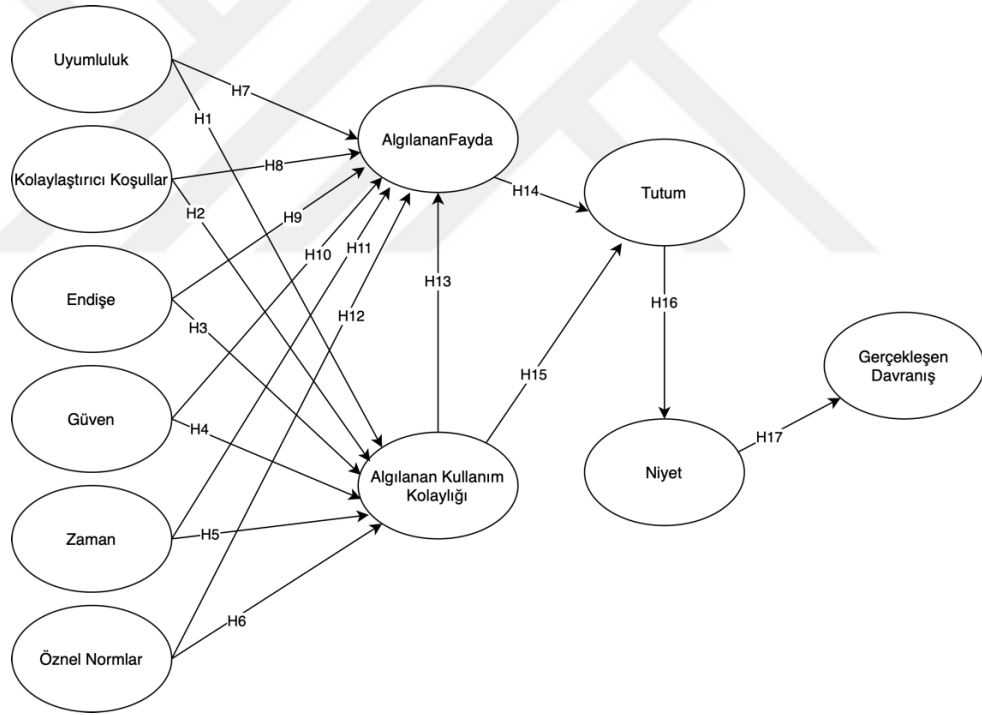 Uyumluluk
Kolaylaştırıcı Koşullar
Endişe
Güven
Zaman
Öznel Normlar
H7
H1
H8
H2
H9
H10
H11
H3
H12
H4
H5
H6
AlgılananFayda
H13
Algılanan Kullanım
Kolaylığı
H14
H15
Tutum
H16
Niyet
H17
Gerçekleşen
Davranış